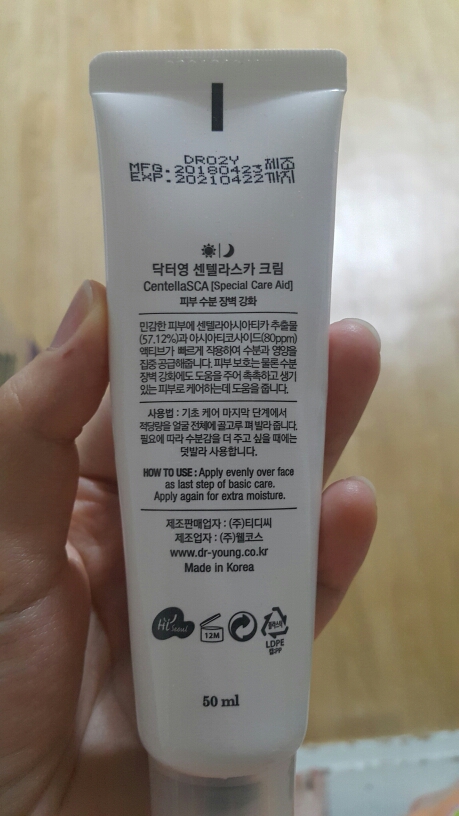 DR02Y
MFG.20180423제조
EXP.20210422까지
닥터영 센텔라스카 크림
CentellaSCA [Special Care Aid]
피부 수분 장벽 강화
민감한 피부에 센텔라아시아티카 추출물
(57.12%)과 아시아티코사이드(80ppm)
액티브가 빠르게 작용하여 수분과 영양을
집중 공급해줍니다. 피부 보호는 물론 수분
장벽 강화에도 도움을 주어 촉촉하고 생기
있는 피부로 케어하는데 도움을 줍니다.
사용법 : 기초 케어 마지막 단계에서
적당량을 얼굴 전체에 골고루 펴 발라 줍니다.
필요에 따라 수분감을 더 주고 싶을 때에는
덧발라 사용합니다.
HOW TO USE : Apply evenly over face
as last step of basic care.
Apply again for extra moisture.
제조판매업자 : (주)티디씨
제조업자 : (주)웰코스
www.dr-young.co.kr
Made in Korea
Hi' Seoul
12M
플라스틱
LDPE
50 ml